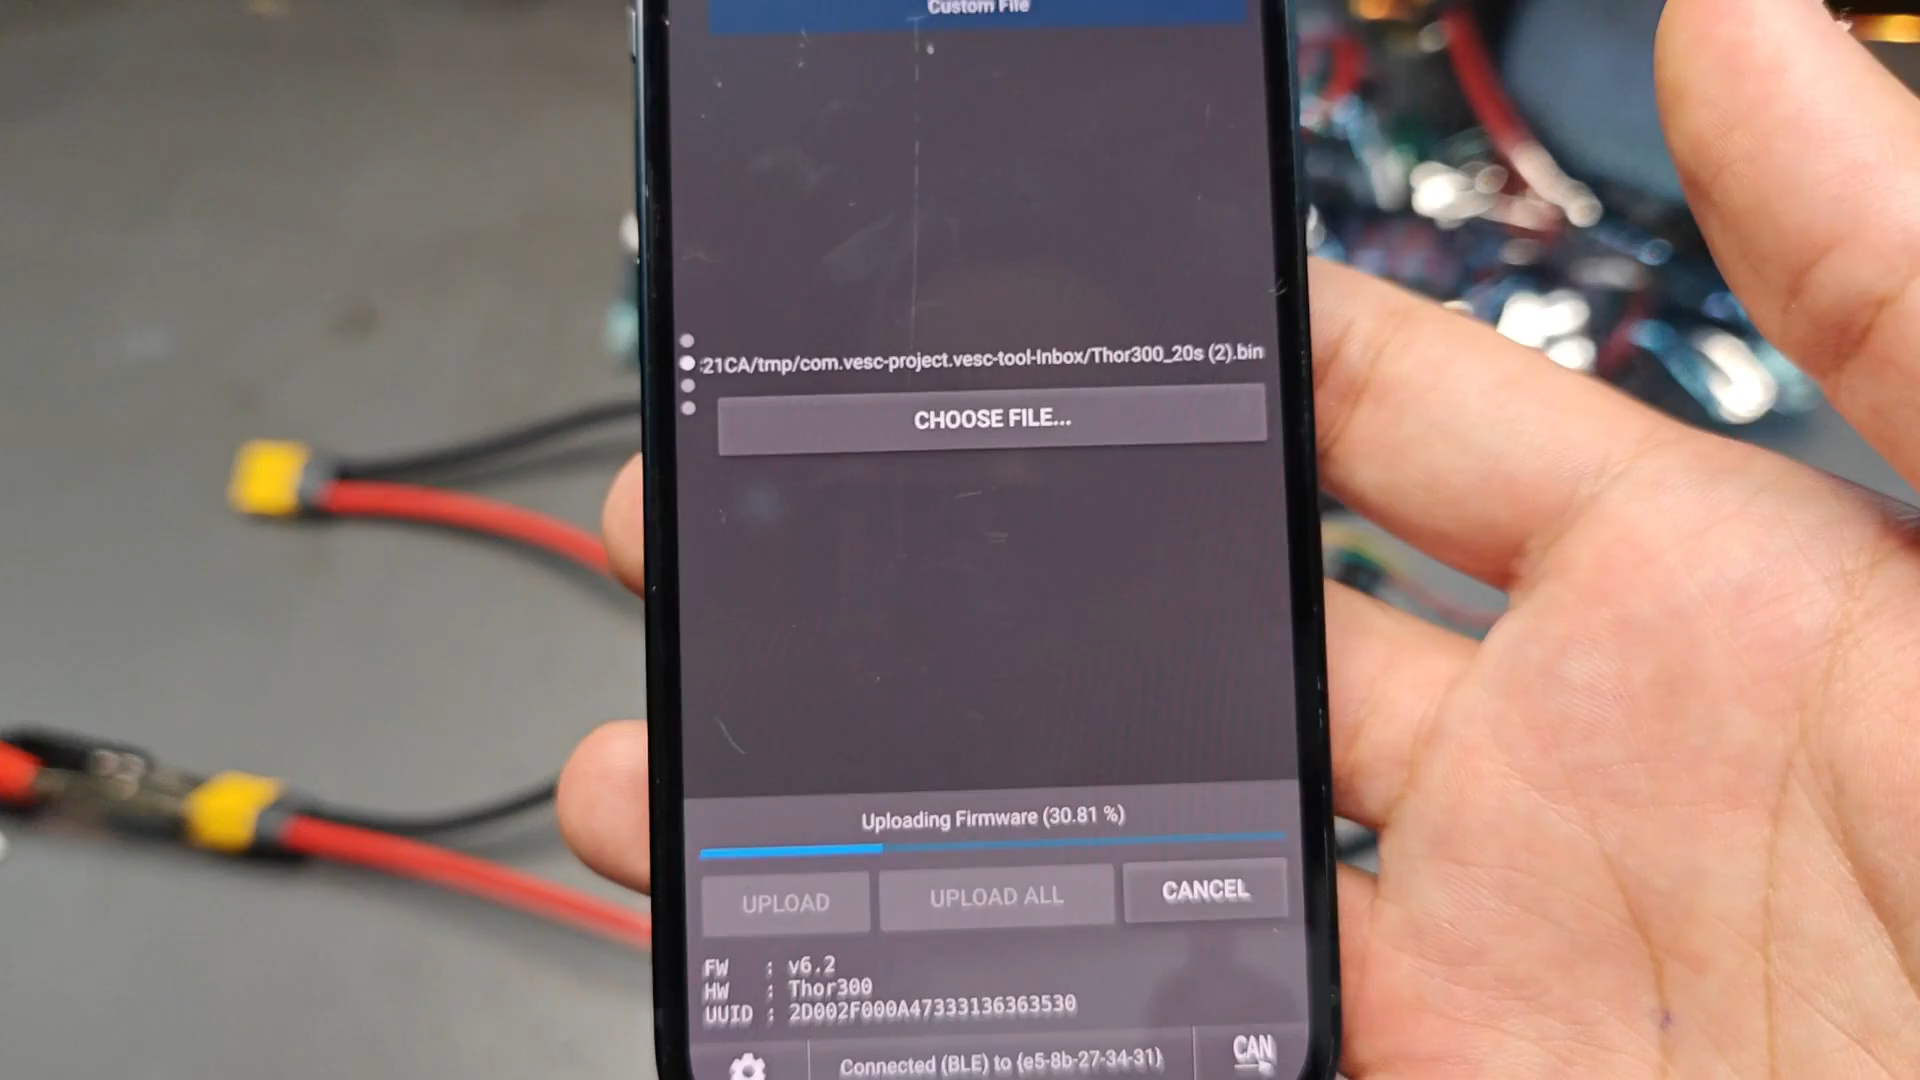 Custom File
:21CA/tmp/com.vesc-project.vesc-tool-Inbox/Thor300_20s (2).bin
CHOOSE FILE...
Uploading Firmware (30.81 %)
UPLOAD
UPLOAD ALL
CANCEL
FW : v6.2
HW : Thor300
UUID : 2D002F000A47333136363530
Connected (BLE) to (e5-8b-27-34-31)
CAN